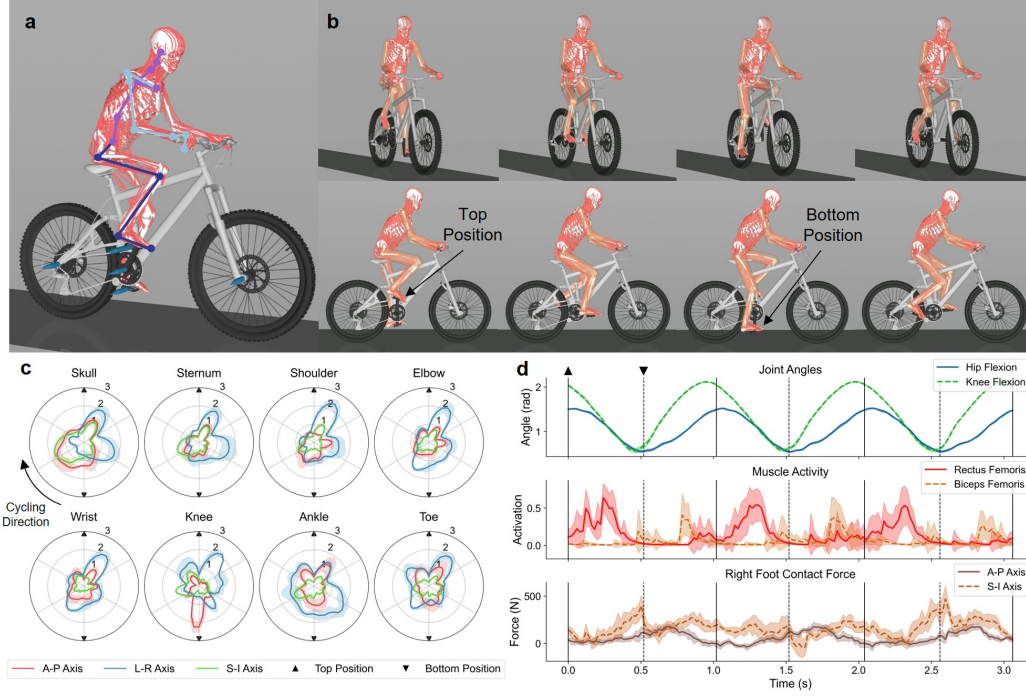 a
b
Top
Position
Bottom
Position
c
Skull
Sternum
Shoulder
Elbow
3
3
3
3
2
2
2
2
1
1
1
1
Cycling
Direction
Wrist
Knee
Ankle
Toe
3
3
3
3
2
2
2
2
1
1
1
1
A-P Axis
L-R Axis
S-I Axis
▲ Top Position
▼ Bottom Position
d
Joint Angles
Hip Flexion
Knee Flexion
Angle (rad)
2
1
Muscle Activity
Rectus Femoris
Biceps Femoris
Activation
0.5
0.0
Right Foot Contact Force
A-P Axis
S-I Axis
Force (N)
500
0
0.0 0.5 1.0 1.5 2.0 2.5 3.0
Time (s)